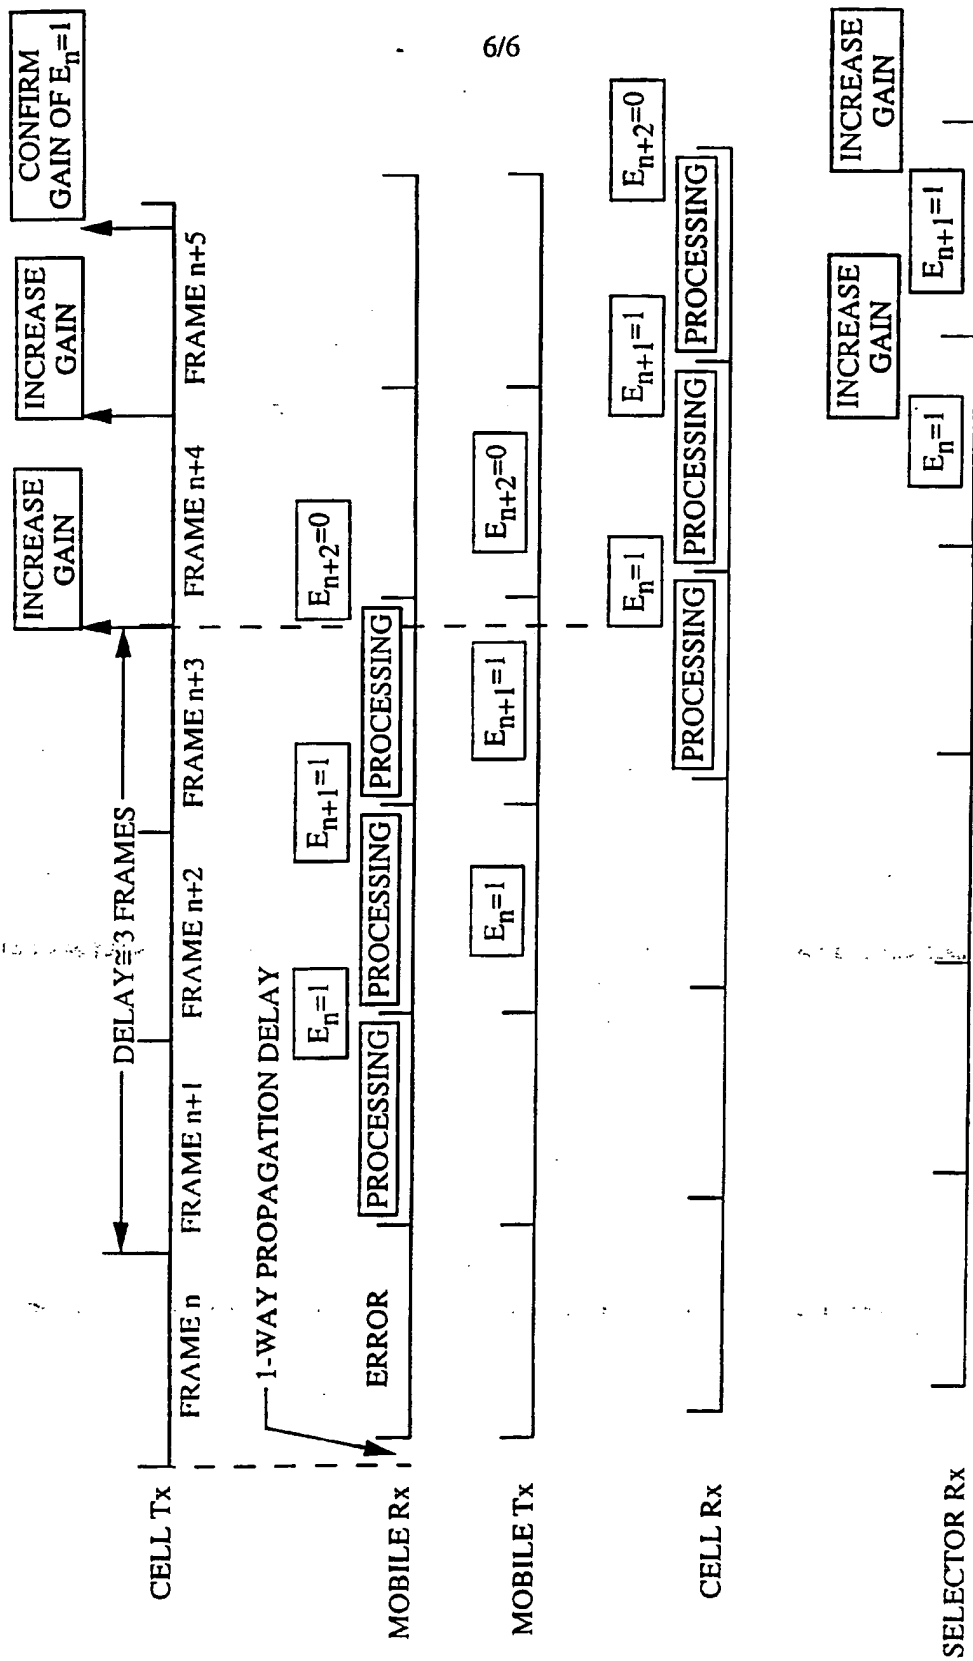 6/6
CELL Tx
INCREASE
GAIN
INCREASE
GAIN
CONFIRM
GAIN OF En=1
DELAY≅3 FRAMES
FRAME n
FRAME n+1
FRAME n+2
FRAME n+3
FRAME n+4
FRAME n+5
1-WAY PROPAGATION DELAY
MOBILE Rx
En=1
En+1=1
En+2=0
ERROR
PROCESSING
PROCESSING
PROCESSING
MOBILE Tx
En=1
En+1=1
En+2=0
CELL Rx
En=1
En+1=1
En+2=0
PROCESSING
PROCESSING
PROCESSING
SELECTOR Rx
INCREASE
GAIN
INCREASE
GAIN
En=1
En+1=1